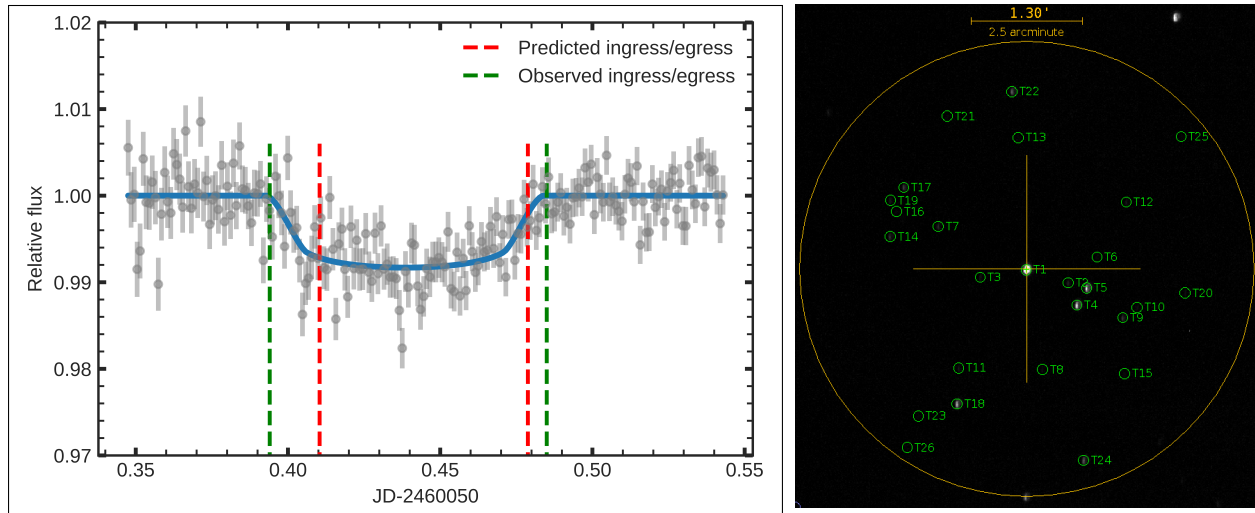 1.02
1.01
1.00
0.99
0.98
0.97
Relative flux
Predicted ingress/egress
Observed ingress/egress
0.35
0.40
0.45
0.50
0.55
JD-2460050
1.30'
2.5 arcminute
T22
T21
T13
T25
T17
T19
T16
T12
T7
T14
T6
T1
T3
T2
T5
T20
T4
T10
T9
T11
T8
T15
T18
T23
T26
T24